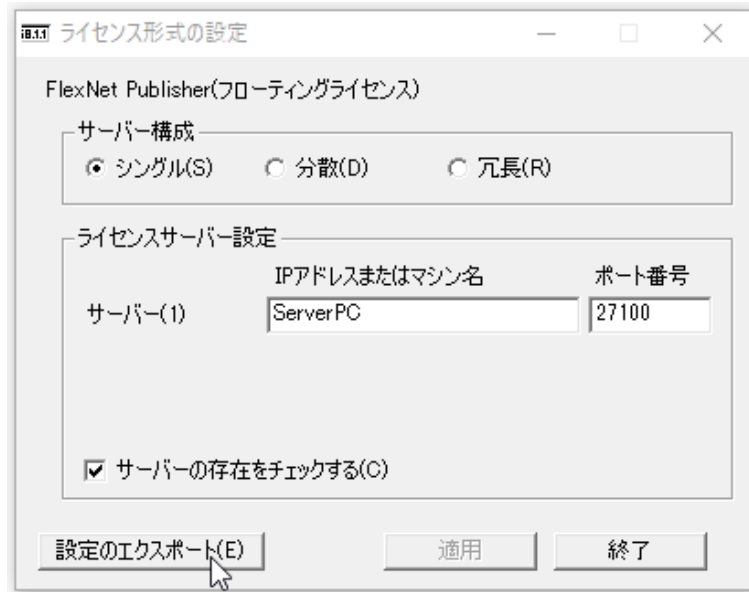 i8.1.1 ライセンス形式の設定
FlexNet Publisher(フローティングライセンス)
サーバー構成
シングル(S) 分散(D) 冗長(R)
ライセンスサーバー設定
IPアドレスまたはマシン名 ポート番号
サーバー(1) ServerPC 27100
サーバーの存在をチェックする(C)
設定のエクスポート(E) 適用 終了